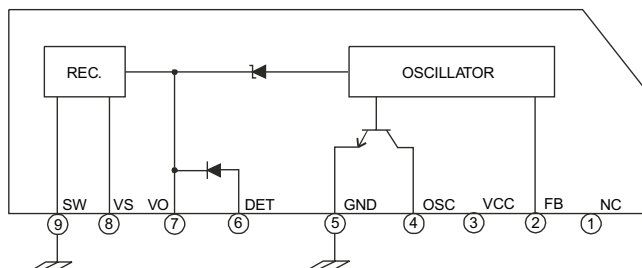 REC.
OSCILLATOR
SW VS VO DET GND OSC VCC FB NC
9 8 7 6 5 4 3 2 1